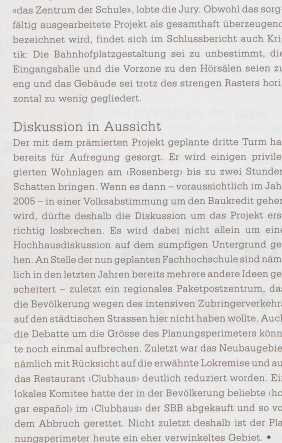 «das Zentrum der Schule», lobte die Jury. Obwohl das sorg-
fältig ausgearbeitete Projekt als gesamthaft überzeugend
bezeichnet wird, findet sich im Schlussbericht auch Kri-
tik: Die Bahnhofplatzgestaltung sei zu unbestimmt, die
Eingangshalle und die Vorzone zu den Hörsälen seien zu
eng und das Gebäude sei trotz des strengen Rasters hori-
zontal zu wenig gegliedert.
Diskussion in Aussicht
Der mit dem prämierten Projekt geplante dritte Turm ha
bereits für Aufregung gesorgt. Er wird einigen privile-
gierten Wohnlagen am ‹Rosenberg› bis zu zwei Stunden
Schatten bringen. Wenn es dann – voraussichtlich im Jah
2005 – in einer Volksabstimmung um den Baukredit gehen
wird, dürfte deshalb die Diskussion um das Projekt ers
richtig losbrechen. Es wird dabei nicht allein um eine
Hochhausdiskussion auf dem sumpfigen Untergrund ge-
hen. An Stelle der nun geplanten Fachhochschule sind näm-
lich in den letzten Jahren bereits mehrere andere Ideen ge-
scheitert – zuletzt ein regionales Paketpostzentrum, da
die Bevölkerung wegen des intensiven Zubringerverkehrs
auf den städtischen Strassen hier nicht haben wollte. Auch
die Debatte um die Grösse des Planungsperimeters könn-
te noch einmal aufbrechen. Zuletzt war das Neubaugebie
nämlich mit Rücksicht auf die erwähnte Lokremise und au
das Restaurant ‹Clubhaus› deutlich reduziert worden. Ein
lokales Komitee hatte der in der Bevölkerung beliebte ‹ho
gar español› im ‹Clubhaus› der SBB abgekauft und so vo
dem Abbruch gerettet. Nicht zuletzt deshalb ist der Pla
nungsperimeter heute ein eher verwinkeltes Gebiet. •